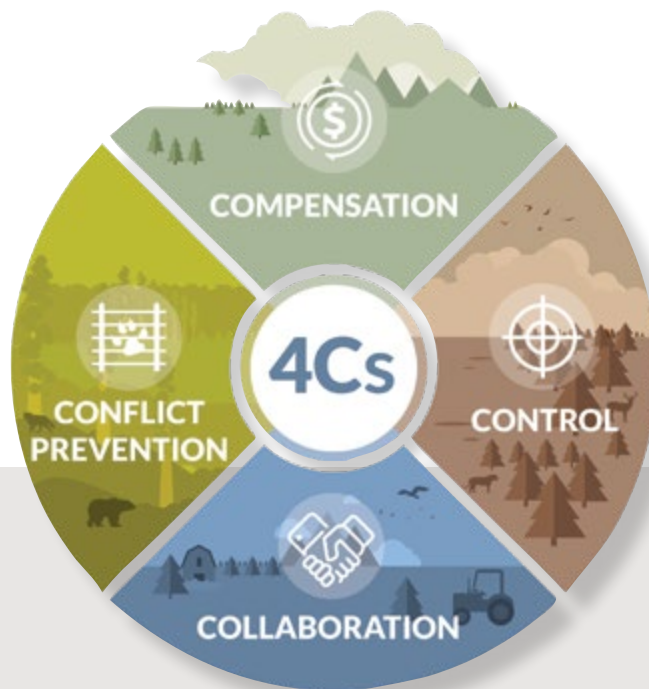 COMPENSATION
4Cs
CONFLICT
PREVENTION
CONTROL
COLLABORATION
$